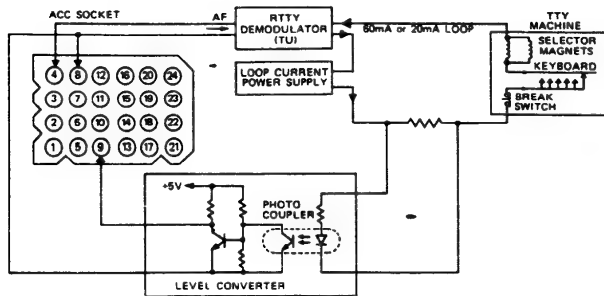 ACC SOCKET
AF
RTTY
DEMODULATOR
(TU)
60mA or 20mA LOOP
TTY
MACHINE
SELECTOR
MAGNETS
KEYBOARD
BREAK
SWITCH
LOOP CURRENT
POWER SUPPLY
4 8 12 16 20 24
3 7 11 15 19 23
2 6 10 14 18 22
1 5 9 13 17 21
+5V
PHOTO
COUPLER
LEVEL CONVERTER